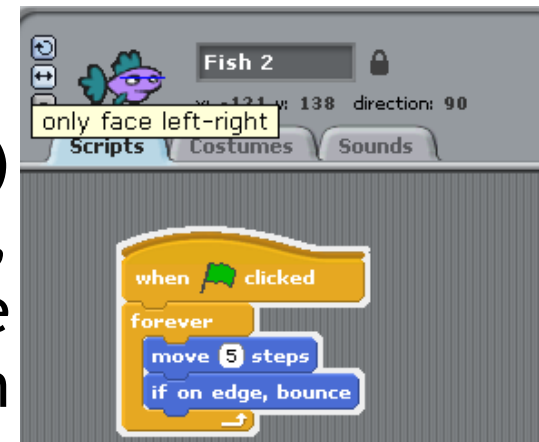 Fish 2
x: -121 y: 138 direction: 90
only face left-right
Scripts Costumes Sounds
)
,
e
n
when clicked
forever
move 5 steps
if on edge, bounce